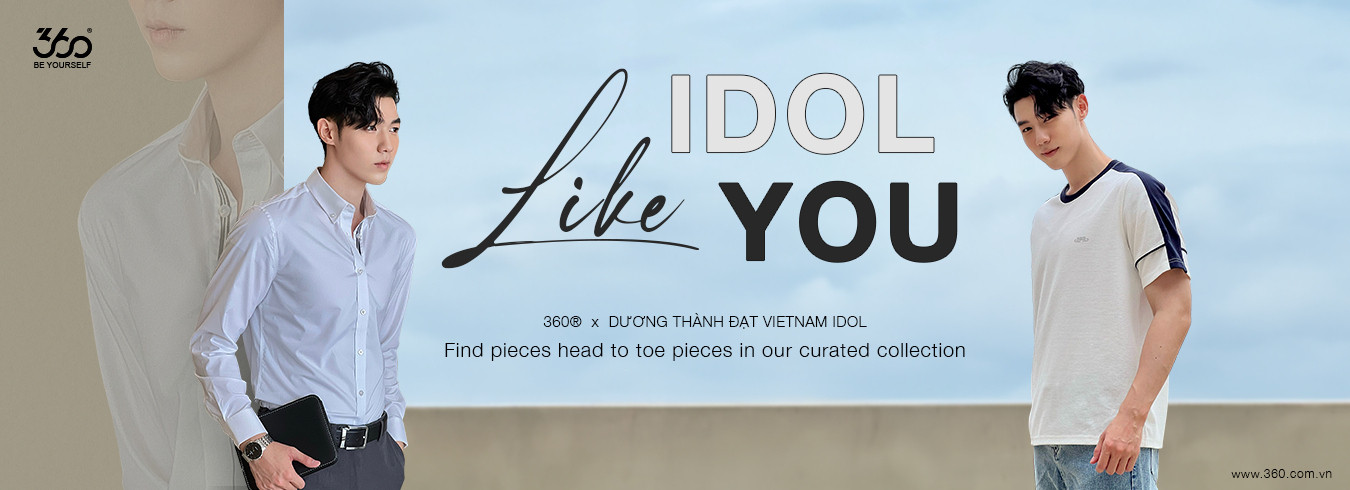 360®
BE YOURSELF
IDOL
Like YOU
360® x DƯƠNG THÀNH ĐẠT VIETNAM IDOL
Find pieces head to toe pieces in our curated collection
www.360.com.vn